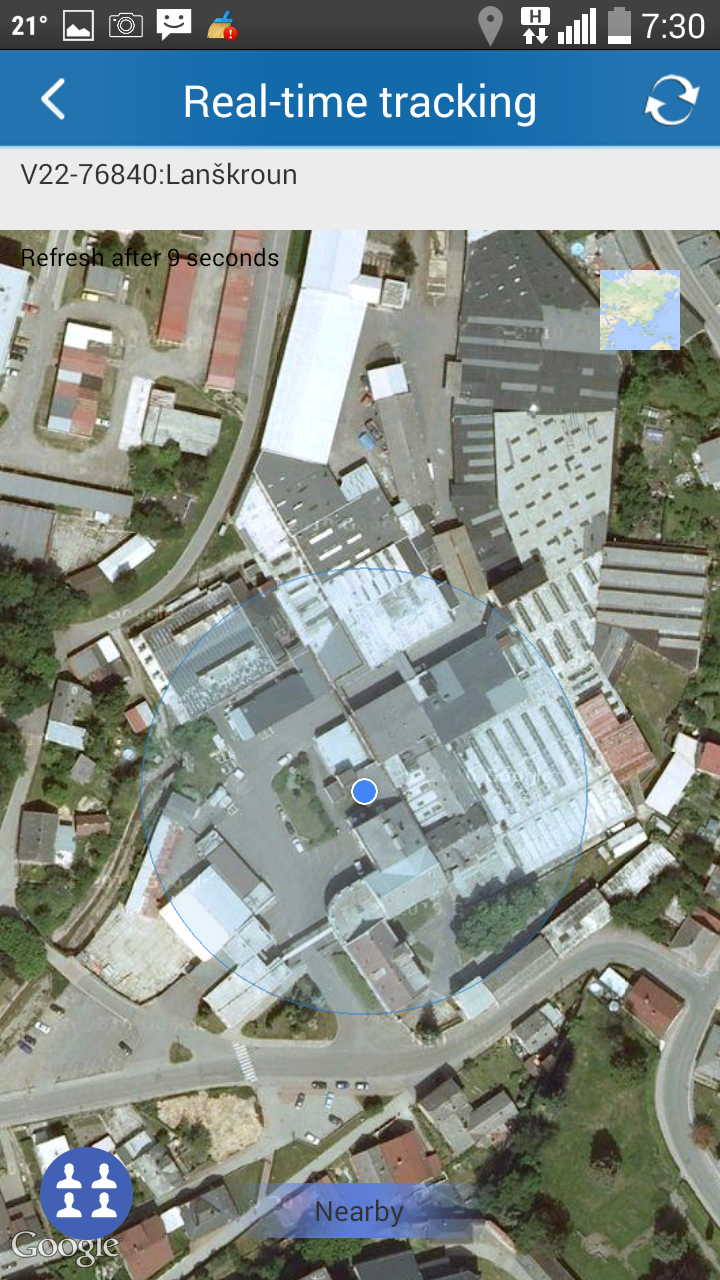 21°
H
7:30
Real-time tracking
V22-76840:Lanškroun
Refresh after 9 seconds
Nearby
Google